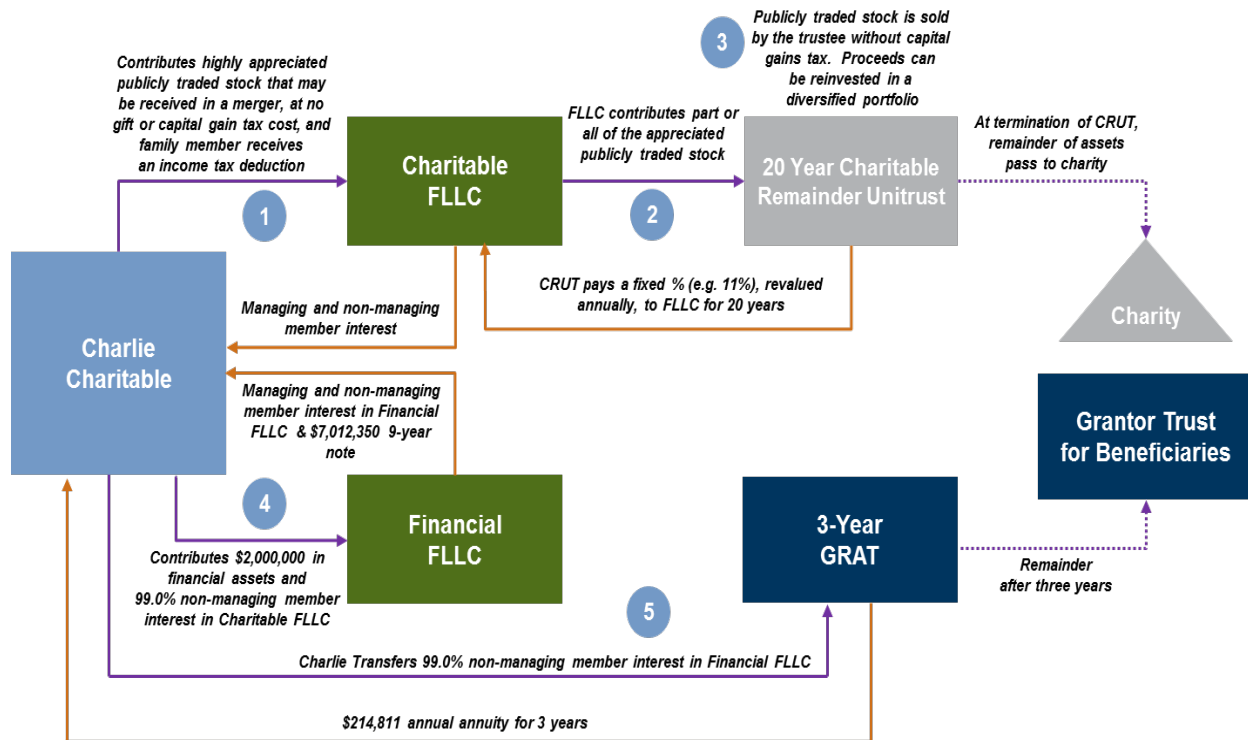 Contributes highly appreciated
publicly traded stock that may
be received in a merger, at no
gift or capital gain tax cost, and
family member receives
an income tax deduction
1
Charitable
FLLC
FLLC contributes part or
all of the appreciated
publicly traded stock
2
3
Publicly traded stock is sold
by the trustee without capital
gains tax.  Proceeds can
be reinvested in a
diversified portfolio
20 Year Charitable
Remainder Unitrust
At termination of CRUT,
remainder of assets
pass to charity
Charity
CRUT pays a fixed % (e.g. 11%), revalued
annually, to FLLC for 20 years
Managing and non-managing
member interest
Charlie
Charitable
Managing and non-managing
member interest in Financial
FLLC & $7,012,350 9-year
note
4
Contributes $2,000,000 in
financial assets and
99.0% non-managing member
interest in Charitable FLLC
Financial
FLLC
5
Charlie Transfers 99.0% non-managing member interest in Financial FLLC
3-Year
GRAT
Remainder
after three years
Grantor Trust
for Beneficiaries
$214,811 annual annuity for 3 years